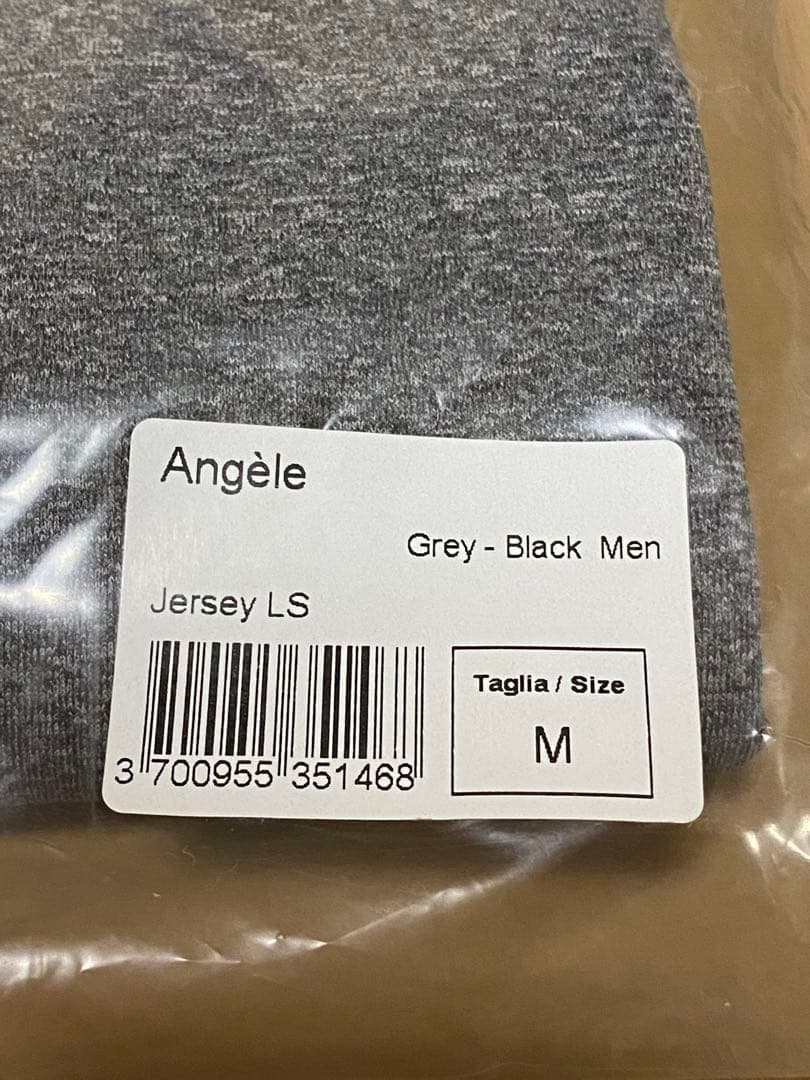 Angèle
Grey - Black Men
Jersey LS
Taglia / Size
M
3 700955 351468